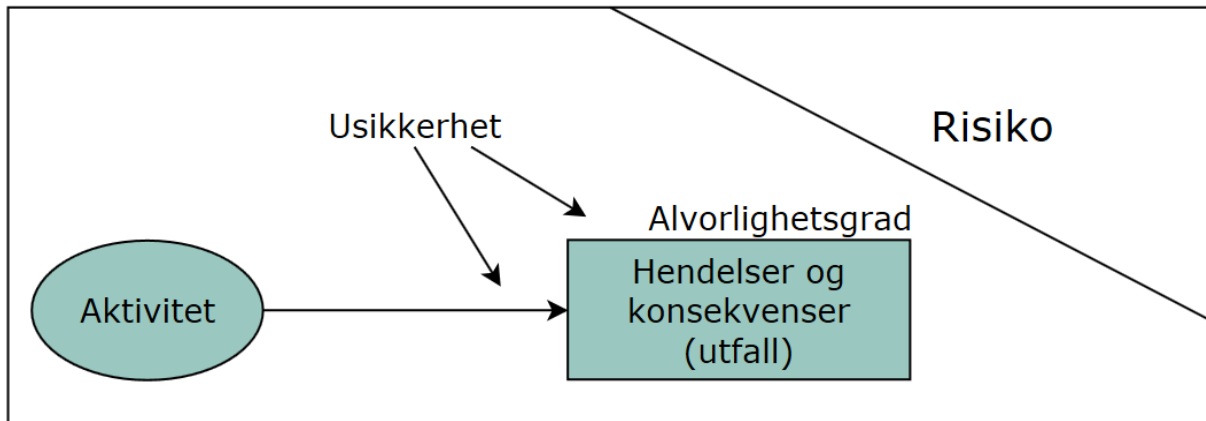 Usikkerhet
Risiko
Alvorlighetsgrad
Aktivitet
Hendelser og
konsekvenser
(utfall)